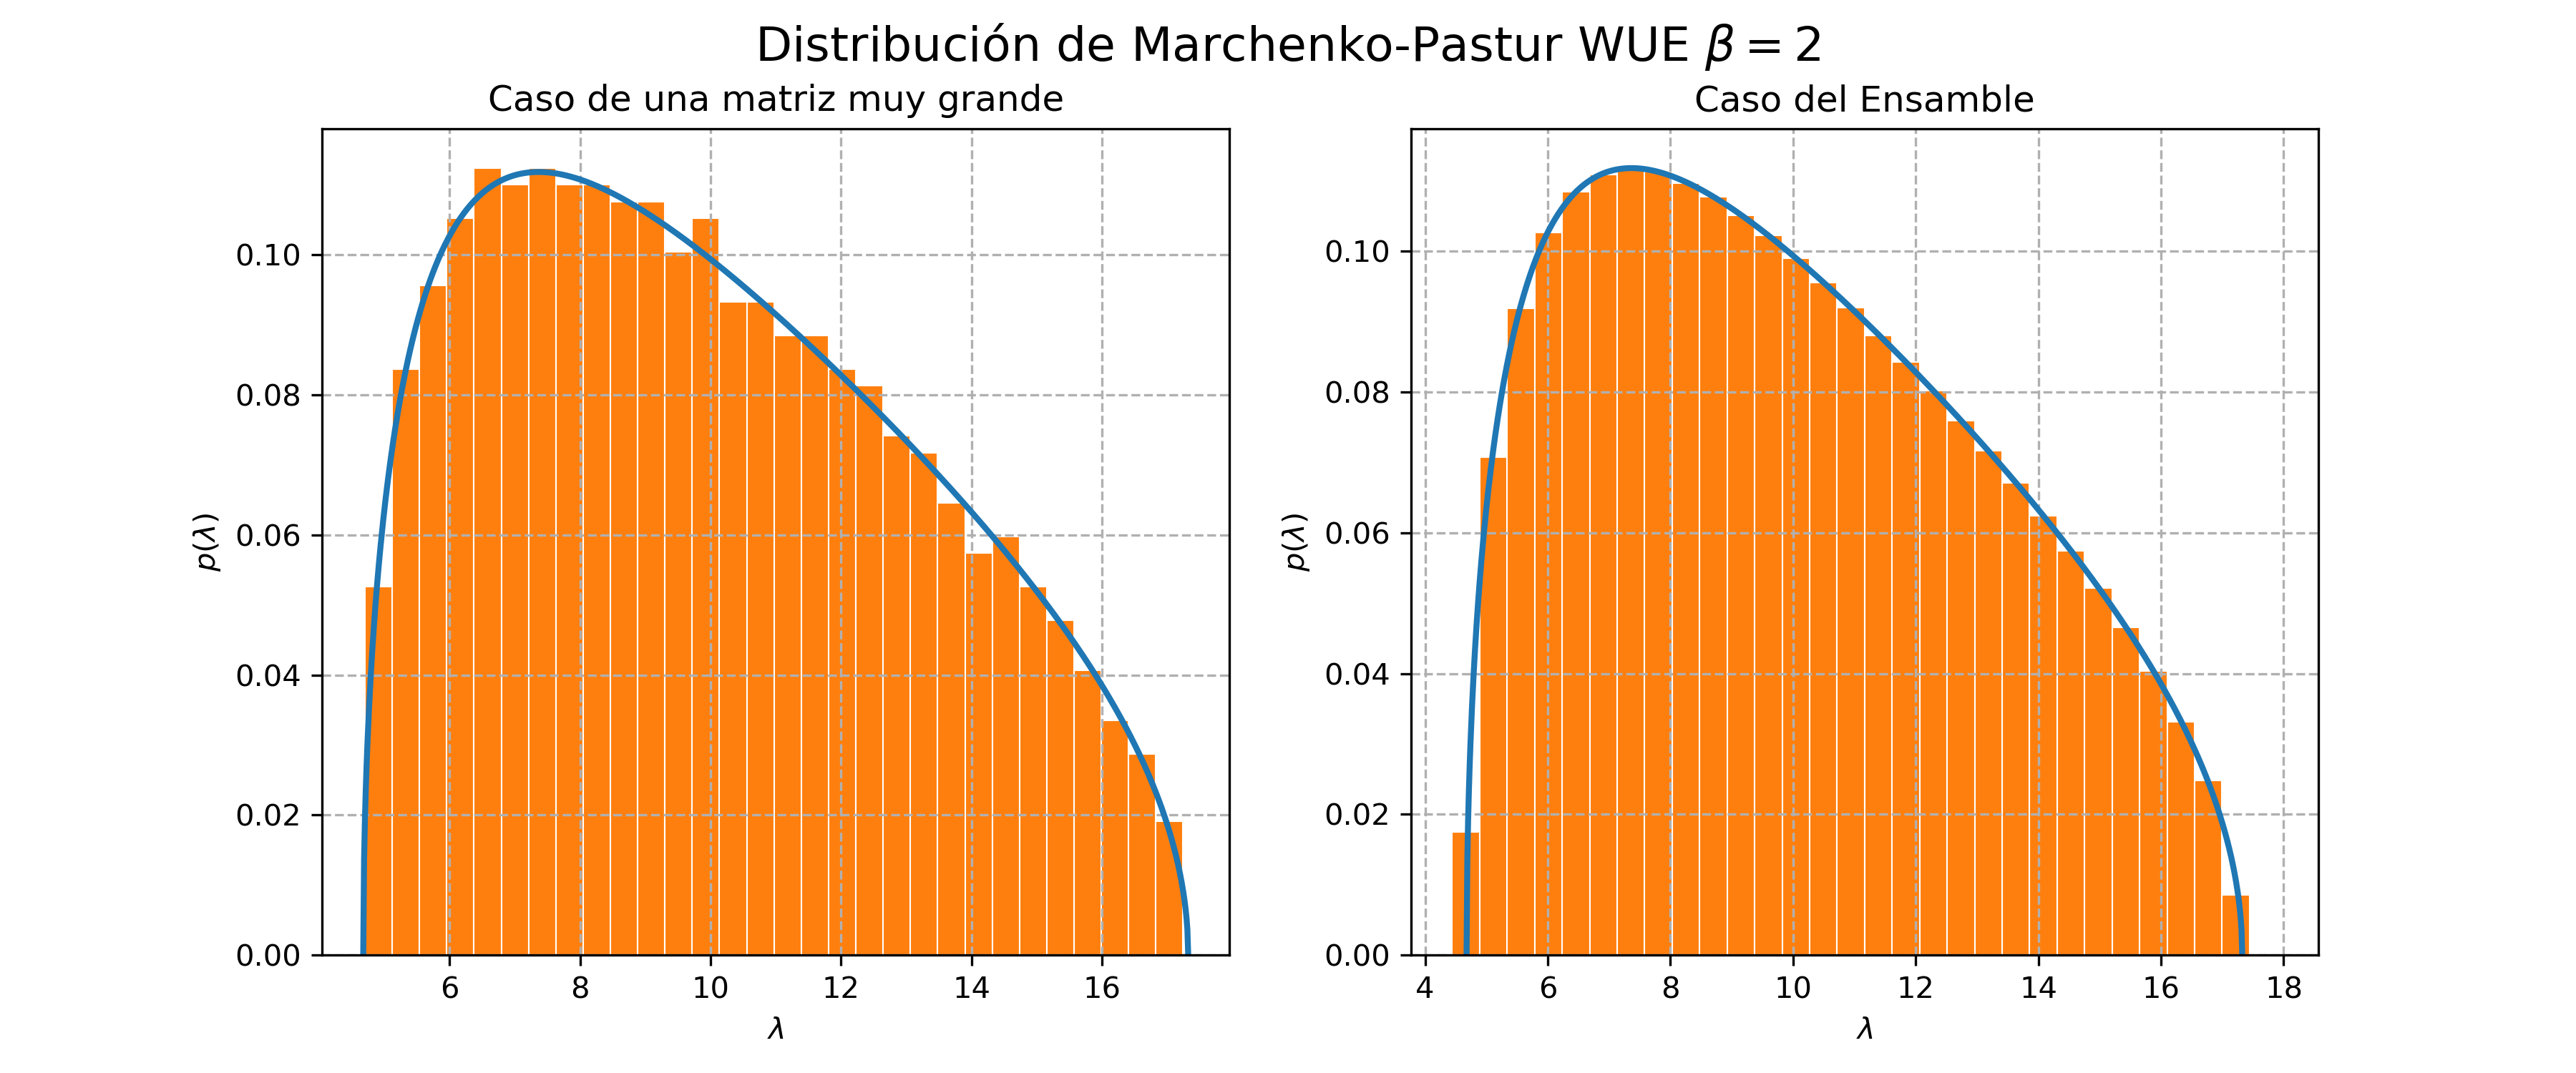 Distribución de Marchenko-Pastur WUE β = 2
Caso de una matriz muy grande
0.10
0.08
0.06
0.04
0.02
0.00
p(λ)
6 8 10 12 14 16
λ
Caso del Ensamble
0.10
0.08
0.06
0.04
0.02
0.00
p(λ)
4 6 8 10 12 14 16 18
λ